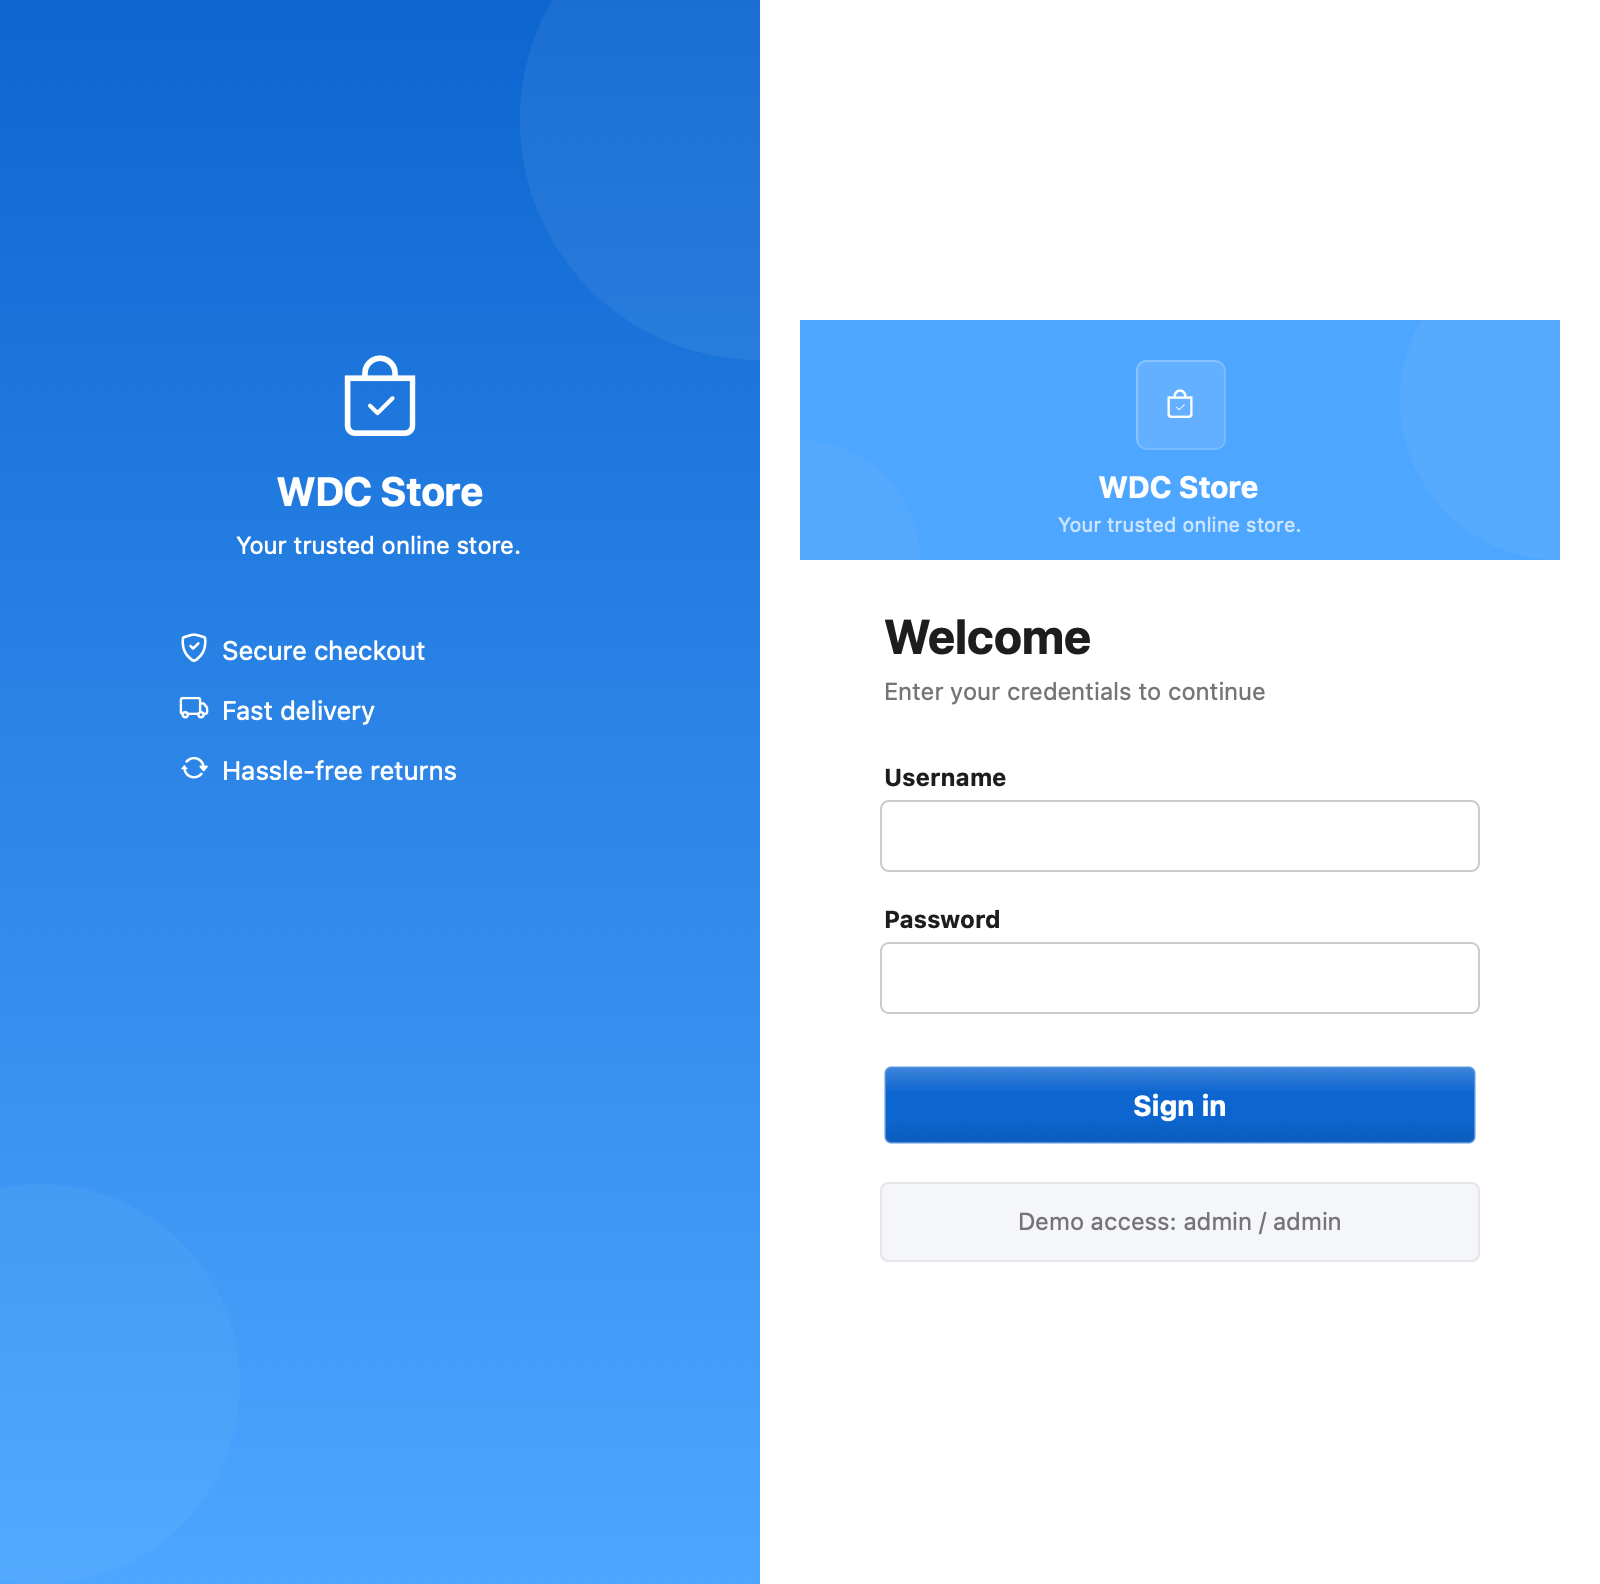 WDC Store
Your trusted online store.
Secure checkout
Fast delivery
Hassle-free returns
WDC Store
Your trusted online store.
Welcome
Enter your credentials to continue
Username
Password
Sign in
Demo access: admin / admin